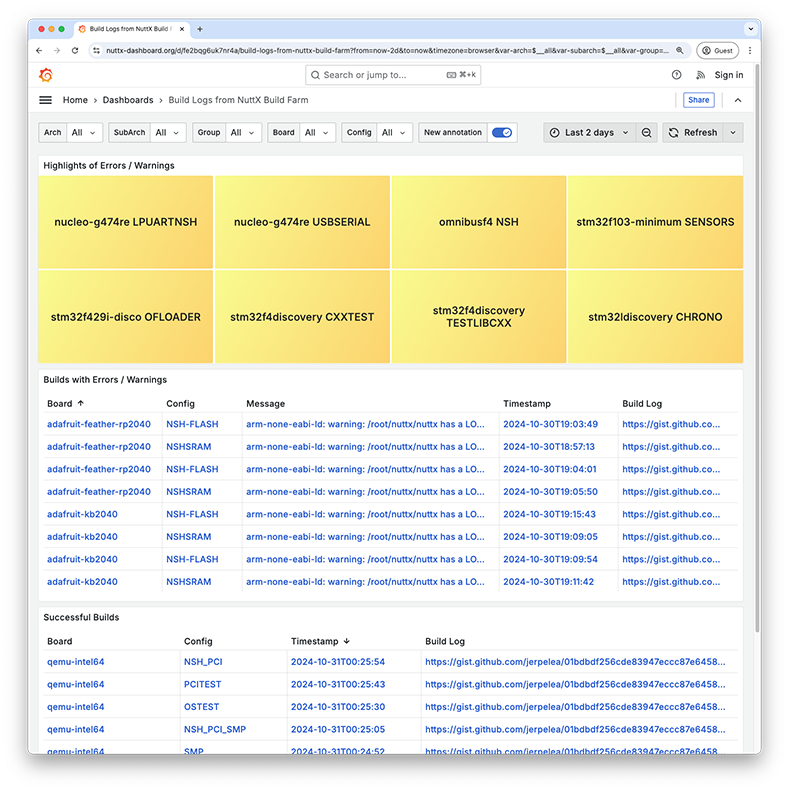 Build Logs from NuttX Build F
nuttx-dashboard.org/d/fe2bqg6uk7nr4a/build-logs-from-nuttx-build-farm?from=now-2d&to=now&timezone=browser&var-arch=$__all&var-subarch=$__all&var-group=...
Guest
Search or jump to...
⌘+k
Sign in
Home › Dashboards › Build Logs from NuttX Build Farm
Share
Arch All SubArch All Group All Board All Config All New annotation Last 2 days Refresh
Highlights of Errors / Warnings
nucleo-g474re LPUARTNSH
nucleo-g474re USBSERIAL
omnibusf4 NSH
stm32f103-minimum SENSORS
stm32f429i-disco OFLOADER
stm32f4discovery CXXTEST
stm32f4discovery
TESTLIBCXX
stm32ldiscovery CHRONO
Builds with Errors / Warnings
Board ↑ Config Message Timestamp Build Log
adafruit-feather-rp2040 NSH-FLASH arm-none-eabi-ld: warning: /root/nuttx/nuttx has a LO... 2024-10-30T19:03:49 https://gist.github.co...
adafruit-feather-rp2040 NSHSRAM arm-none-eabi-ld: warning: /root/nuttx/nuttx has a LO... 2024-10-30T18:57:13 https://gist.github.co...
adafruit-feather-rp2040 NSH-FLASH arm-none-eabi-ld: warning: /root/nuttx/nuttx has a LO... 2024-10-30T19:04:01 https://gist.github.co...
adafruit-feather-rp2040 NSHSRAM arm-none-eabi-ld: warning: /root/nuttx/nuttx has a LO... 2024-10-30T19:05:50 https://gist.github.co...
adafruit-kb2040 NSH-FLASH arm-none-eabi-ld: warning: /root/nuttx/nuttx has a LO... 2024-10-30T19:15:43 https://gist.github.co...
adafruit-kb2040 NSHSRAM arm-none-eabi-ld: warning: /root/nuttx/nuttx has a LO... 2024-10-30T19:09:05 https://gist.github.co...
adafruit-kb2040 NSH-FLASH arm-none-eabi-ld: warning: /root/nuttx/nuttx has a LO... 2024-10-30T19:09:54 https://gist.github.co...
adafruit-kb2040 NSHSRAM arm-none-eabi-ld: warning: /root/nuttx/nuttx has a LO... 2024-10-30T19:11:42 https://gist.github.co...
Successful Builds
Board Config Timestamp ↓ Build Log
qemu-intel64 NSH_PCI 2024-10-31T00:25:54 https://gist.github.com/jerpelea/01bdbdf256cde83947eccc87e6458...
qemu-intel64 PCITEST 2024-10-31T00:25:43 https://gist.github.com/jerpelea/01bdbdf256cde83947eccc87e6458...
qemu-intel64 OSTEST 2024-10-31T00:25:30 https://gist.github.com/jerpelea/01bdbdf256cde83947eccc87e6458...
qemu-intel64 NSH_PCI_SMP 2024-10-31T00:25:05 https://gist.github.com/jerpelea/01bdbdf256cde83947eccc87e6458...
qemu-intel64 SMP 2024-10-31T00:24:52 https://gist.github.com/jerpelea/01bdbdf256cde83947eccc87e6458...